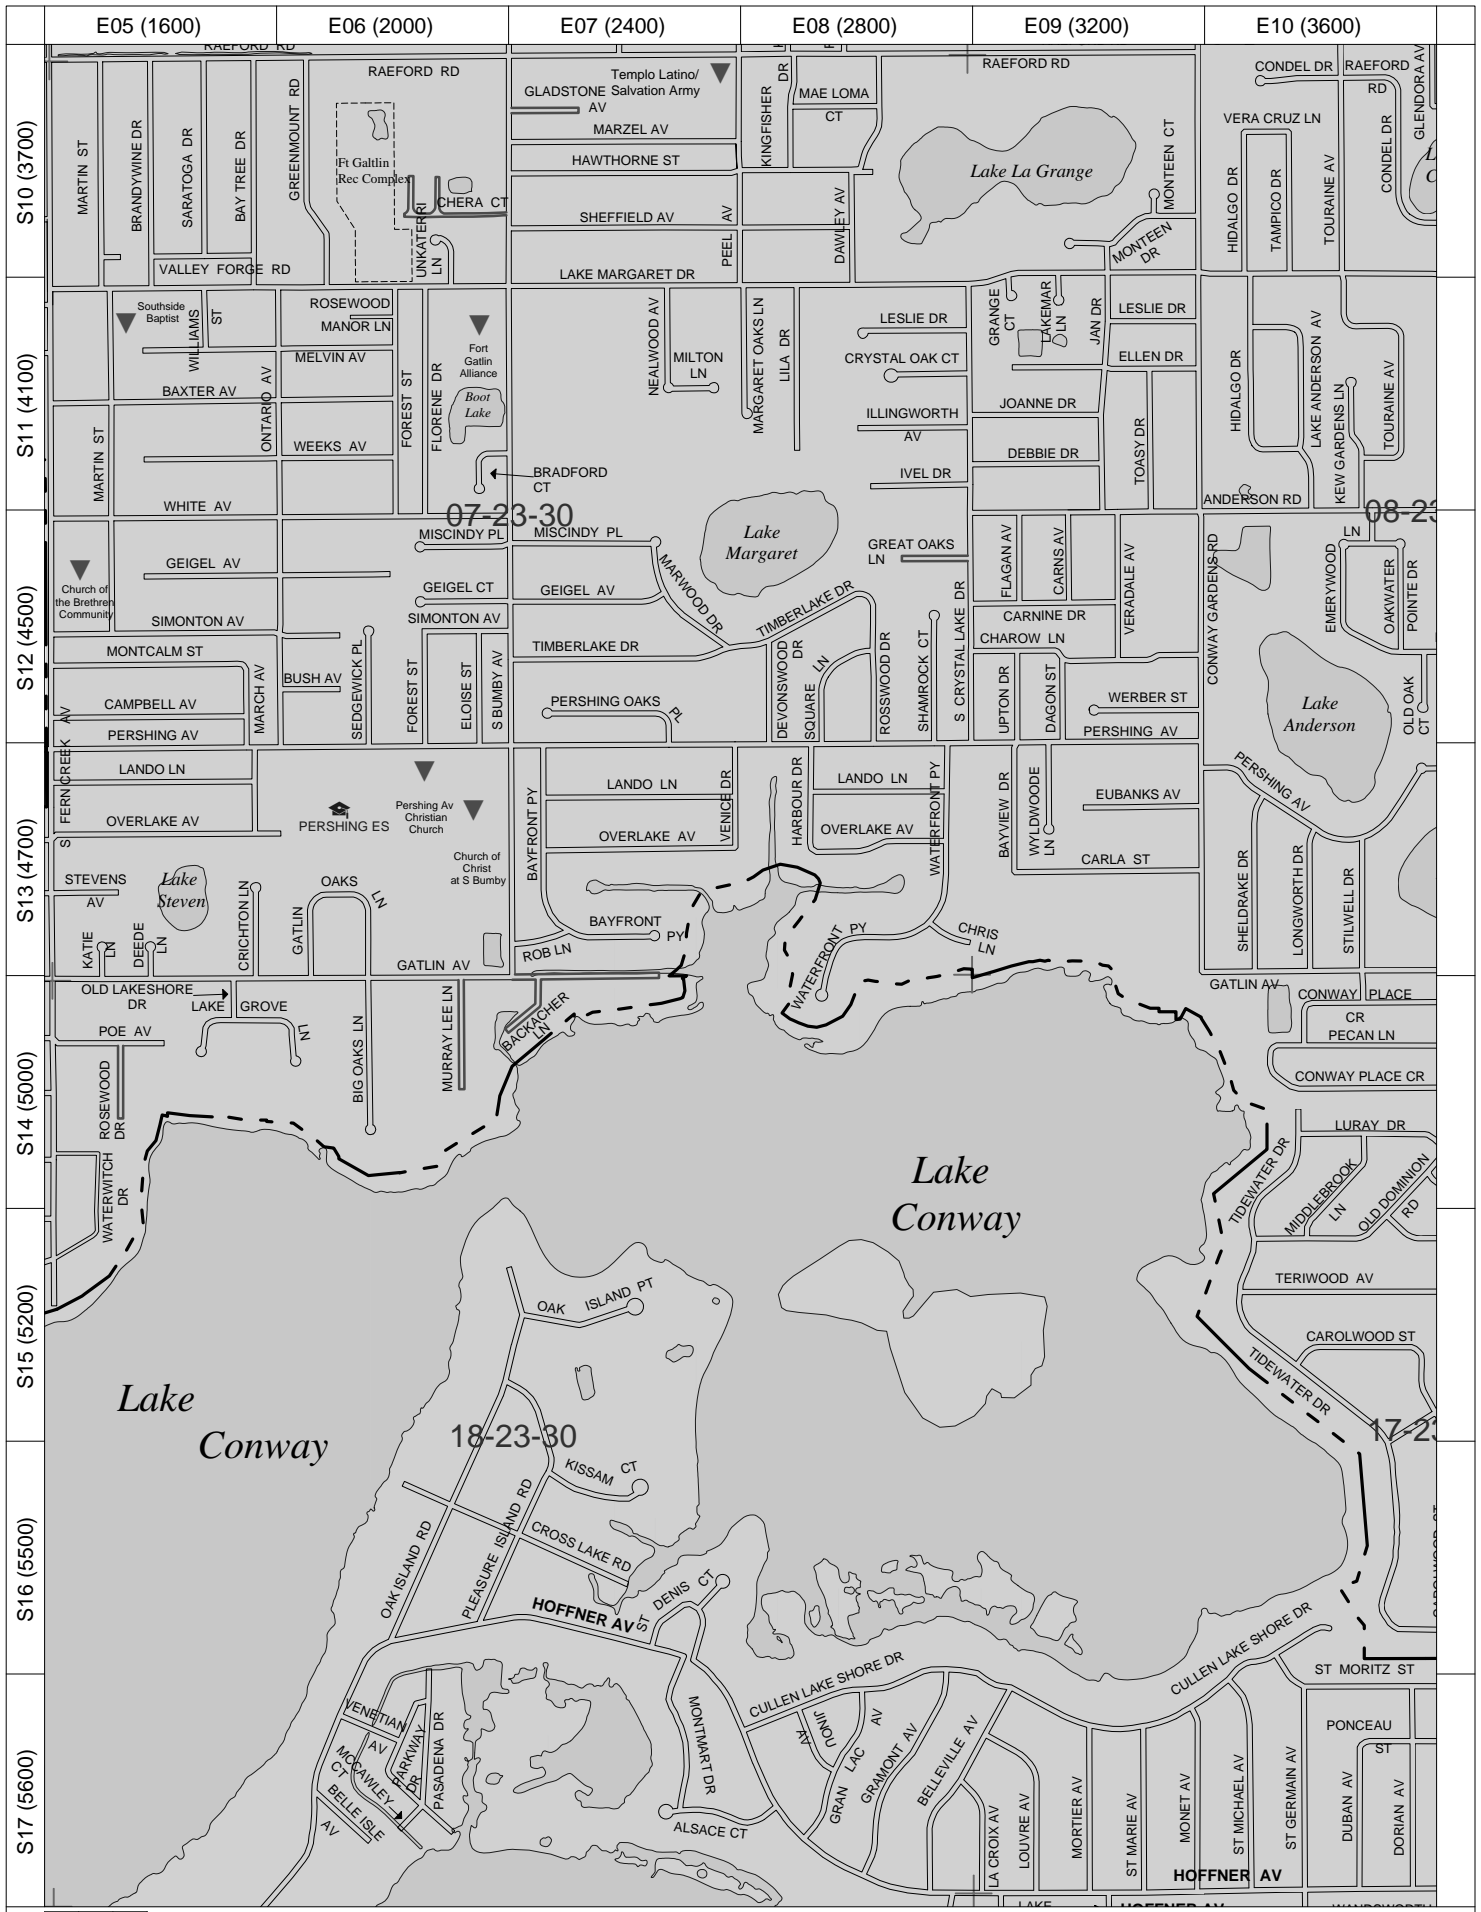 E05 (1600)
E06 (2000)
E07 (2400)
E08 (2800)
E09 (3200)
E10 (3600)
S10 (3700)
S11 (4100)
S12 (4500)
S13 (4700)
S14 (5000)
S15 (5200)
S16 (5500)
S17 (5600)
RAEFORD RD
RAEFORD RD
RAEFORD RD
MARTIN ST
BRANDYWINE DR
SARATOGA DR
BAY TREE DR
GREENMOUNT RD
Ft Gatlin
Rec Complex
UNKATERRI
LN
CHERA CT
VALLEY FORGE RD
Templo Latino/
Salvation Army
GLADSTONE
AV
MARZEL AV
HAWTHORNE ST
SHEFFIELD AV
PEEL AV
LAKE MARGARET DR
KINGFISHER DR
MAE LOMA
CT
DAWLEY AV
Lake La Grange
MONTEEN CT
MONTEEN
DR
CONDEL DR
RAEFORD
RD
GLENDORA AV
VERA CRUZ LN
HIDALGO DR
TAMPICO DR
TOURAINE AV
CONDEL DR
Southside
Baptist
WILLIAMS
ST
ROSEWOOD
MANOR LN
MELVIN AV
BAXTER AV
ONTARIO AV
WEEKS AV
MARTIN ST
WHITE AV
FOREST ST
FLORENE DR
Fort
Gatlin
Alliance
Boot
Lake
BRADFORD
CT
NEALWOOD AV
MILTON
LN
MARGARET OAKS LN
LILA DR
LESLIE DR
CRYSTAL OAK CT
ILLINGWORTH
AV
IVEL DR
GRANGE
CT
LAKEMAR
LN
JAN DR
LESLIE DR
ELLEN DR
JOANNE DR
DEBBIE DR
TOASY DR
HIDALGO DR
LAKE ANDERSON AV
KEW GARDENS LN
TOURAINE AV
ANDERSON RD
07-23-30
08-23
MISCINDY PL
MISCINDY PL
GEIGEL AV
GEIGEL CT
GEIGEL AV
Church of
the Brethren
Community
SIMONTON AV
SIMONTON AV
MONTCALM ST
CAMPBELL AV
PERSHING AV
MARCH AV
BUSH AV
SEDGEWICK PL
FOREST ST
ELOISE ST
S BUMBY AV
TIMBERLAKE DR
PERSHING OAKS
PL
MARWOOD DR
Lake
Margaret
TIMBERLAKE DR
DEVONSWOOD
DR
SQUARE
LN
ROSSWOOD DR
SHAMROCK CT
S CRYSTAL LAKE DR
GREAT OAKS
LN
FLAGAN AV
CARNS AV
VERADALE AV
CARNINE DR
CHAROW LN
UPTON DR
DAGON ST
WERBER ST
PERSHING AV
CONWAY GARDENS RD
EMERYWOOD
LN
OAKWATER
POINTE DR
OLD OAK
CT
Lake
Anderson
S FERN CREEK AV
LANDO LN
OVERLAKE AV
STEVENS
AV
Lake
Steven
KATIE
LN
DEEDE
LN
CRICHTON LN
GATLIN
OAKS
LN
PERSHING ES
Pershing Av
Christian
Church
Church of
Christ
at S Bumby
GATLIN AV
BAYFRONT PY
LANDO LN
OVERLAKE AV
VENICE DR
BAYFRONT
PY
ROB LN
HARBOUR DR
LANDO LN
OVERLAKE AV
WATERFRONT PY
WATERFRONT PY
CHRIS
LN
BAYVIEW DR
WYLDWOODE
LN
EUBANKS AV
CARLA ST
PERSHING AV
SHELDRAKE DR
LONGWORTH DR
STILWELL DR
GATLIN AV
OLD LAKESHORE
DR
LAKE GROVE
LN
POE AV
ROSEWOOD
DR
WATERWITCH
DR
BIG OAKS LN
MURRAY LEE LN
BACKACHER
LN
CONWAY PLACE
CR
PECAN LN
CONWAY PLACE CR
LURAY DR
TIDEWATER DR
MIDDLEBROOK
LN
OLD DOMINION
RD
TERIWOOD AV
CAROLWOOD ST
TIDEWATER DR
Lake
Conway
Lake
Conway
OAK ISLAND PT
18-23-30
17-23
KISSAM CT
CROSS LAKE RD
OAK ISLAND RD
PLEASURE ISLAND RD
HOFFNER AV
ST DENIS CT
CULLEN LAKE SHORE DR
CULLEN LAKE SHORE DR
ST MORITZ ST
VENETIAN
AV
PARKWAY
DR
PASADENA DR
MCCAWLEY
CT
BELLE ISLE
AV
MONTMART DR
ALSACE CT
JINOU
AV
GRAN LAC AV
GRAMONT AV
BELLEVILLE AV
LA CROIX AV
LOUVRE AV
MORTIER AV
ST MARIE AV
MONET AV
ST MICHAEL AV
ST GERMAIN AV
PONCEAU
ST
DUBAN AV
DORIAN AV
HOFFNER AV
LAKE
HOFFNER AV
WANDSWORTH